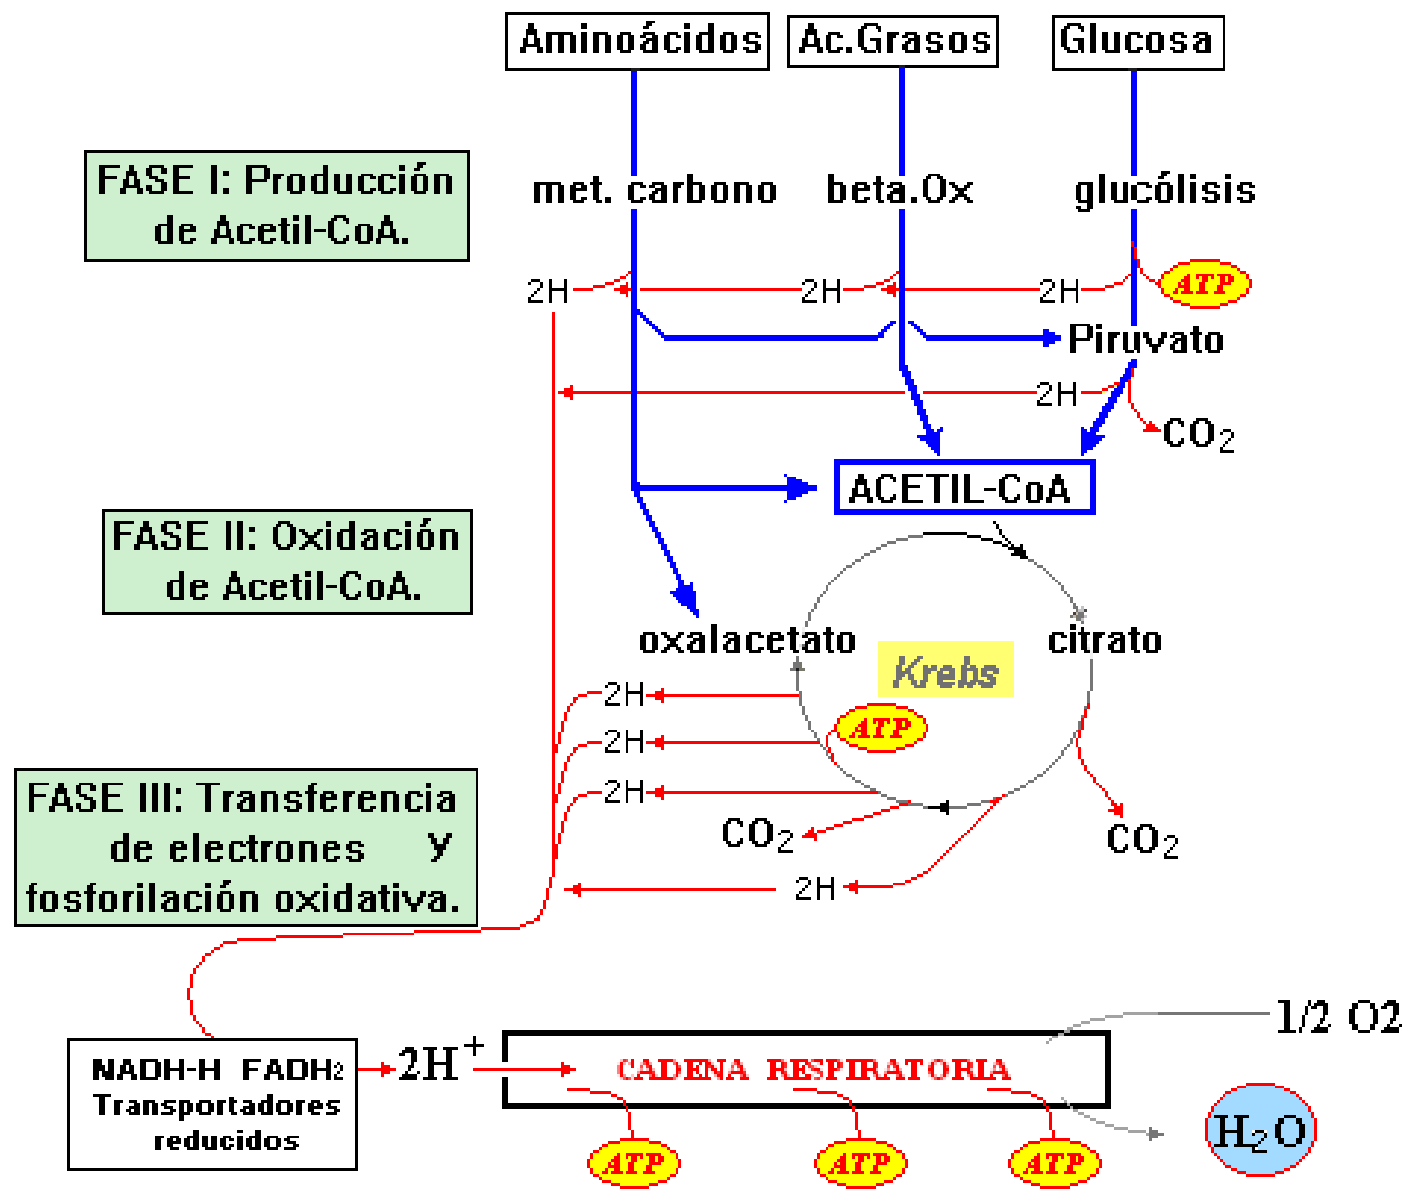 Aminoácidos Ac.Grasos Glucosa
FASE I: Producción
de Acetil-CoA.
met. carbono beta.Ox glucólisis
2H 2H 2H ATP
Piruvato
2H
CO2
ACETIL-CoA
FASE II: Oxidación
de Acetil-CoA.
oxalacetato citrato
Krebs
2H
ATP
2H
2H
FASE III: Transferencia
de electrones y
fosforilación oxidativa.
CO2 CO2
2H
1/2 O2
NADH-H FADH2
Transportadores
reducidos
2H+
CADENA RESPIRATORIA
H2O
ATP ATP ATP